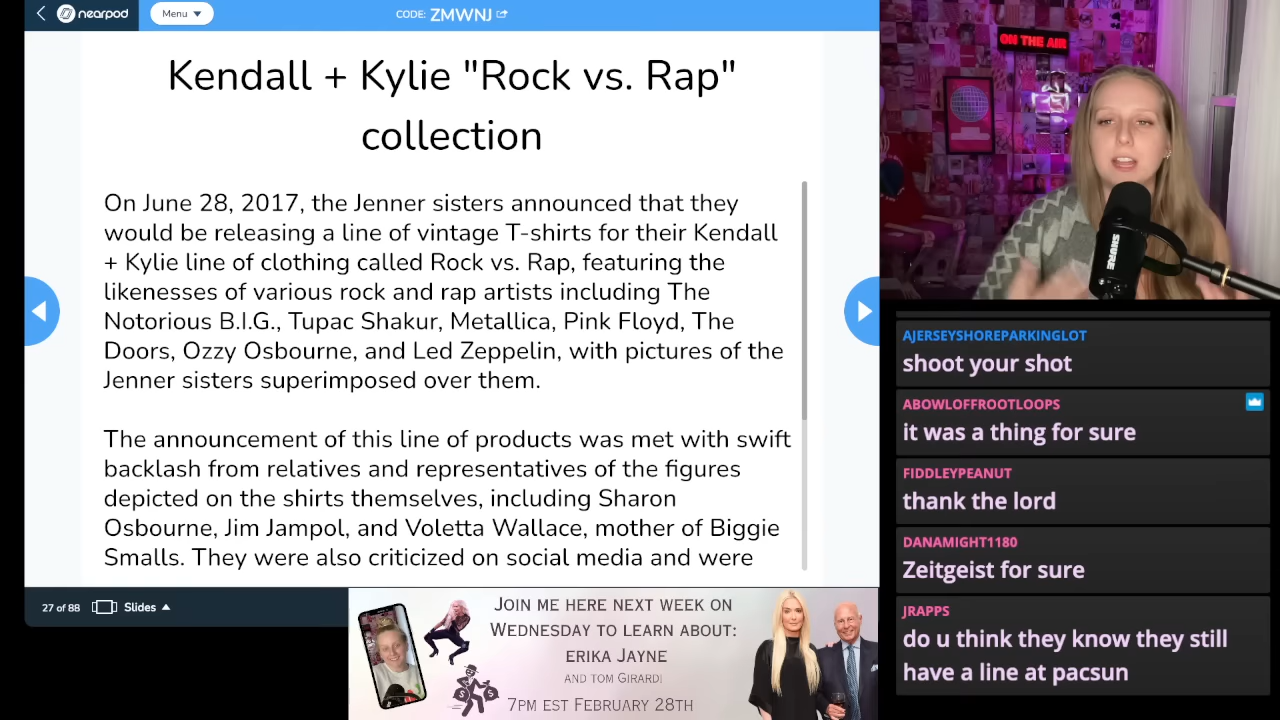 nearpod
Menu
CODE: ZMWNJ
Kendall + Kylie "Rock vs. Rap"
collection
On June 28, 2017, the Jenner sisters announced that they
would be releasing a line of vintage T-shirts for their Kendall
+ Kylie line of clothing called Rock vs. Rap, featuring the
likenesses of various rock and rap artists including The
Notorious B.I.G., Tupac Shakur, Metallica, Pink Floyd, The
Doors, Ozzy Osbourne, and Led Zeppelin, with pictures of the
Jenner sisters superimposed over them.
The announcement of this line of products was met with swift
backlash from relatives and representatives of the figures
depicted on the shirts themselves, including Sharon
Osbourne, Jim Jampol, and Voletta Wallace, mother of Biggie
Smalls. They were also criticized on social media and were
27 of 88
Slides
JOIN ME HERE NEXT WEEK ON
WEDNESDAY TO LEARN ABOUT:
ERIKA JAYNE
AND TOM GIRARDI
7PM EST FEBRUARY 28TH
ON THE AIR
SHURE
AJERSEYSHOREPARKINGLOT
shoot your shot
ABOWLOFFROOTLOOPS
it was a thing for sure
FIDDLEYPEANUT
thank the lord
DANAMIGHT1180
Zeitgeist for sure
JRAPPS
do u think they know they still
have a line at pacsun